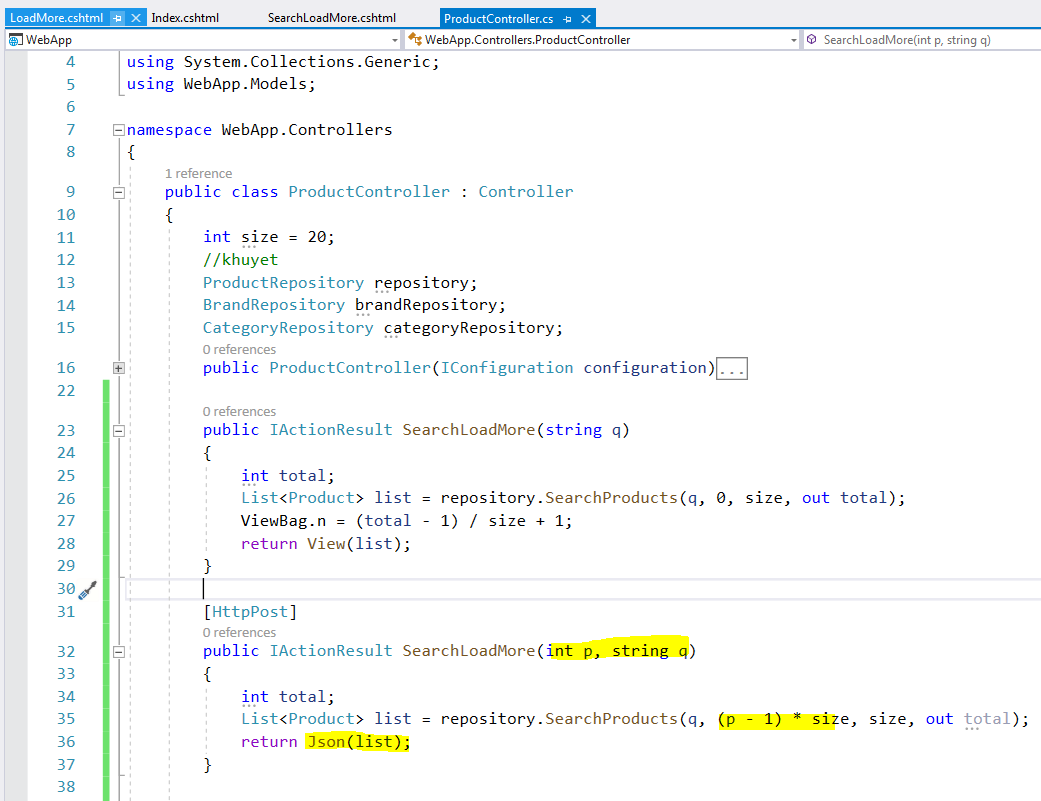 LoadMore.cshtml Index.cshtml SearchLoadMore.cshtml ProductController.cs
WebApp WebApp.Controllers.ProductController SearchLoadMore(int p, string q)
4 using System.Collections.Generic;
5 using WebApp.Models;
6
7 namespace WebApp.Controllers
8 {
1 reference
9 public class ProductController : Controller
10 {
11 int size = 20;
12 //khuyet
13 ProductRepository repository;
14 BrandRepository brandRepository;
15 CategoryRepository categoryRepository;
0 references
16 public ProductController(IConfiguration configuration)...
22
0 references
23 public IActionResult SearchLoadMore(string q)
24 {
25 int total;
26 List<Product> list = repository.SearchProducts(q, 0, size, out total);
27 ViewBag.n = (total - 1) / size + 1;
28 return View(list);
29 }
30
31 [HttpPost]
0 references
32 public IActionResult SearchLoadMore(int p, string q)
33 {
34 int total;
35 List<Product> list = repository.SearchProducts(q, (p - 1) * size, size, out total);
36 return Json(list);
37 }
38